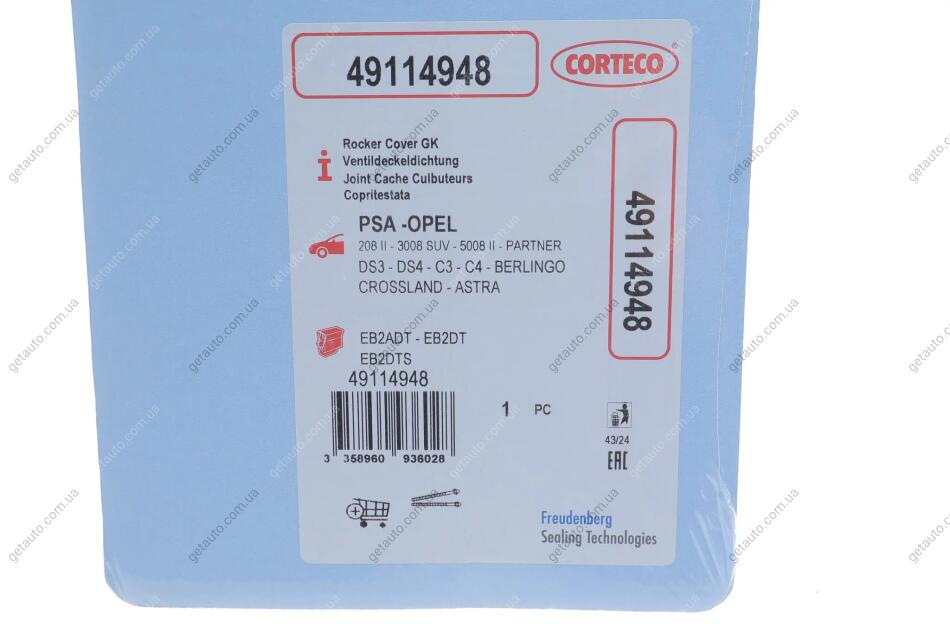 49114948
CORTECO®
Rocker Cover GK
Ventildeckeldichtung
Joint Cache Culbuteurs
Copritestata
PSA -OPEL
208 II - 3008 SUV - 5008 II - PARTNER
DS3 - DS4 - C3 - C4 - BERLINGO
CROSSLAND - ASTRA
49114948
EB2ADT - EB2DT
EB2DTS
49114948
3 358960 936028
1 PC
43/24
EAC
Freudenberg
Sealing Technologies
getauto.com.ua